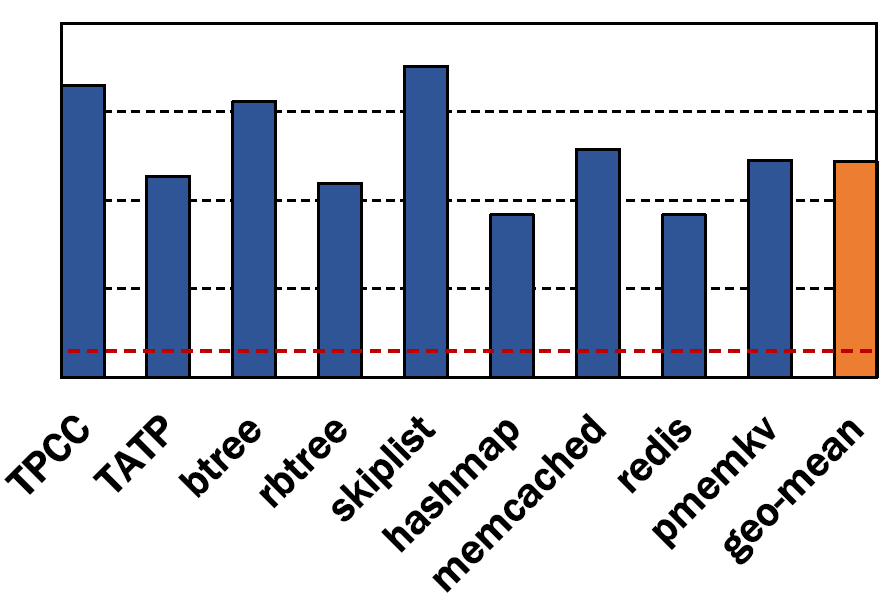 TPCC
TATP
btree
rbtree
skiplist
hashmap
memcached
redis
pmemkv
geo-mean